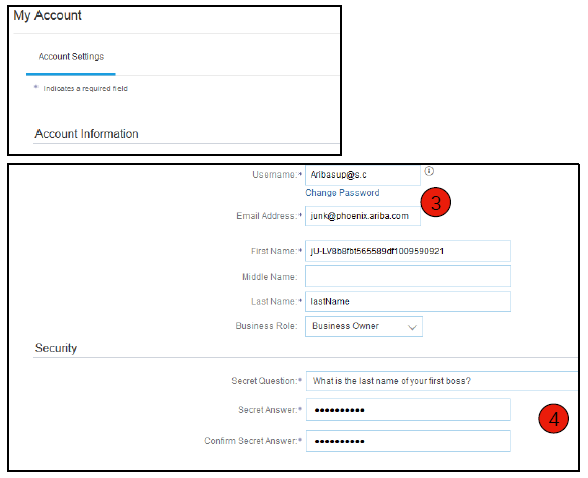 My Account
Account Settings
* Indicates a required field
Account Information
Username:* Aribasup@s.c
Change Password
3
Email Address:* junk@phoenix.ariba.com
First Name:* jU-LV8b8fbt565589df1009590921
Middle Name:
Last Name:* lastName
Business Role: Business Owner
Security
Secret Question:* What is the last name of your first boss?
Secret Answer:* ••••••••••
4
Confirm Secret Answer:* ••••••••••